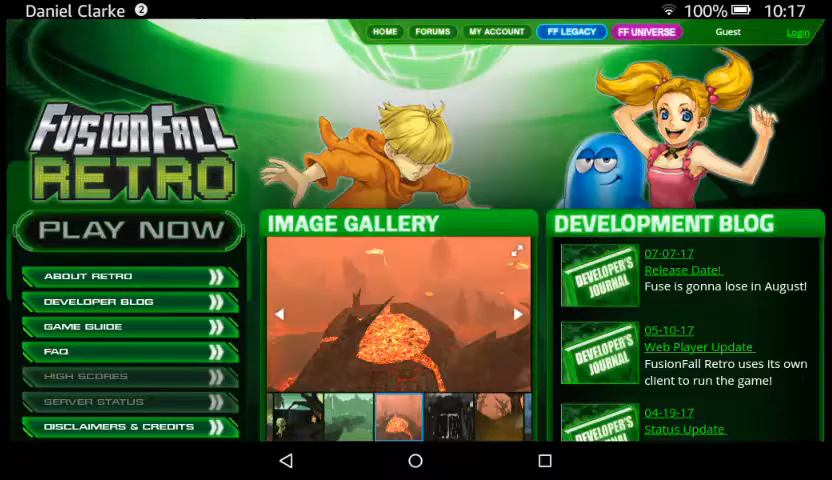 Daniel Clarke 2 100% 10:17
HOME FORUMS MY ACCOUNT FF LEGACY FF UNIVERSE Guest Login
FUSIONFALL
RETRO
PLAY NOW
ABOUT RETRO
DEVELOPER BLOG
GAME GUIDE
FAQ
HIGH SCORES
SERVER STATUS
DISCLAIMERS & CREDITS
IMAGE GALLERY
DEVELOPMENT BLOG
DEVELOPER'S
JOURNAL
07-07-17
Release Date!
Fuse is gonna lose in August!
DEVELOPER'S
JOURNAL
05-10-17
Web Player Update
FusionFall Retro uses its own
client to run the game!
DEVELOPER'S
JOURNAL
04-19-17
Status Update